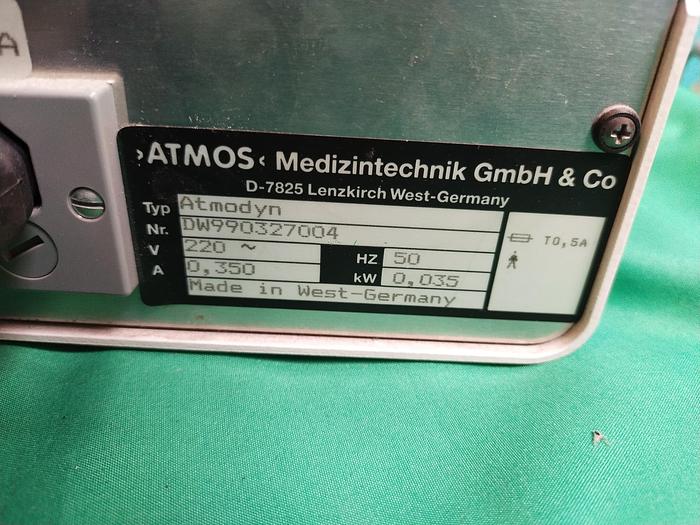 A
›ATMOS‹ Medizintechnik GmbH & Co
D-7825 Lenzkirch West-Germany
Typ Atmodyn
Nr. DW990327004
V 220 ~ HZ 50
A 0,350 kW 0,035
Made in West-Germany
T0,5A